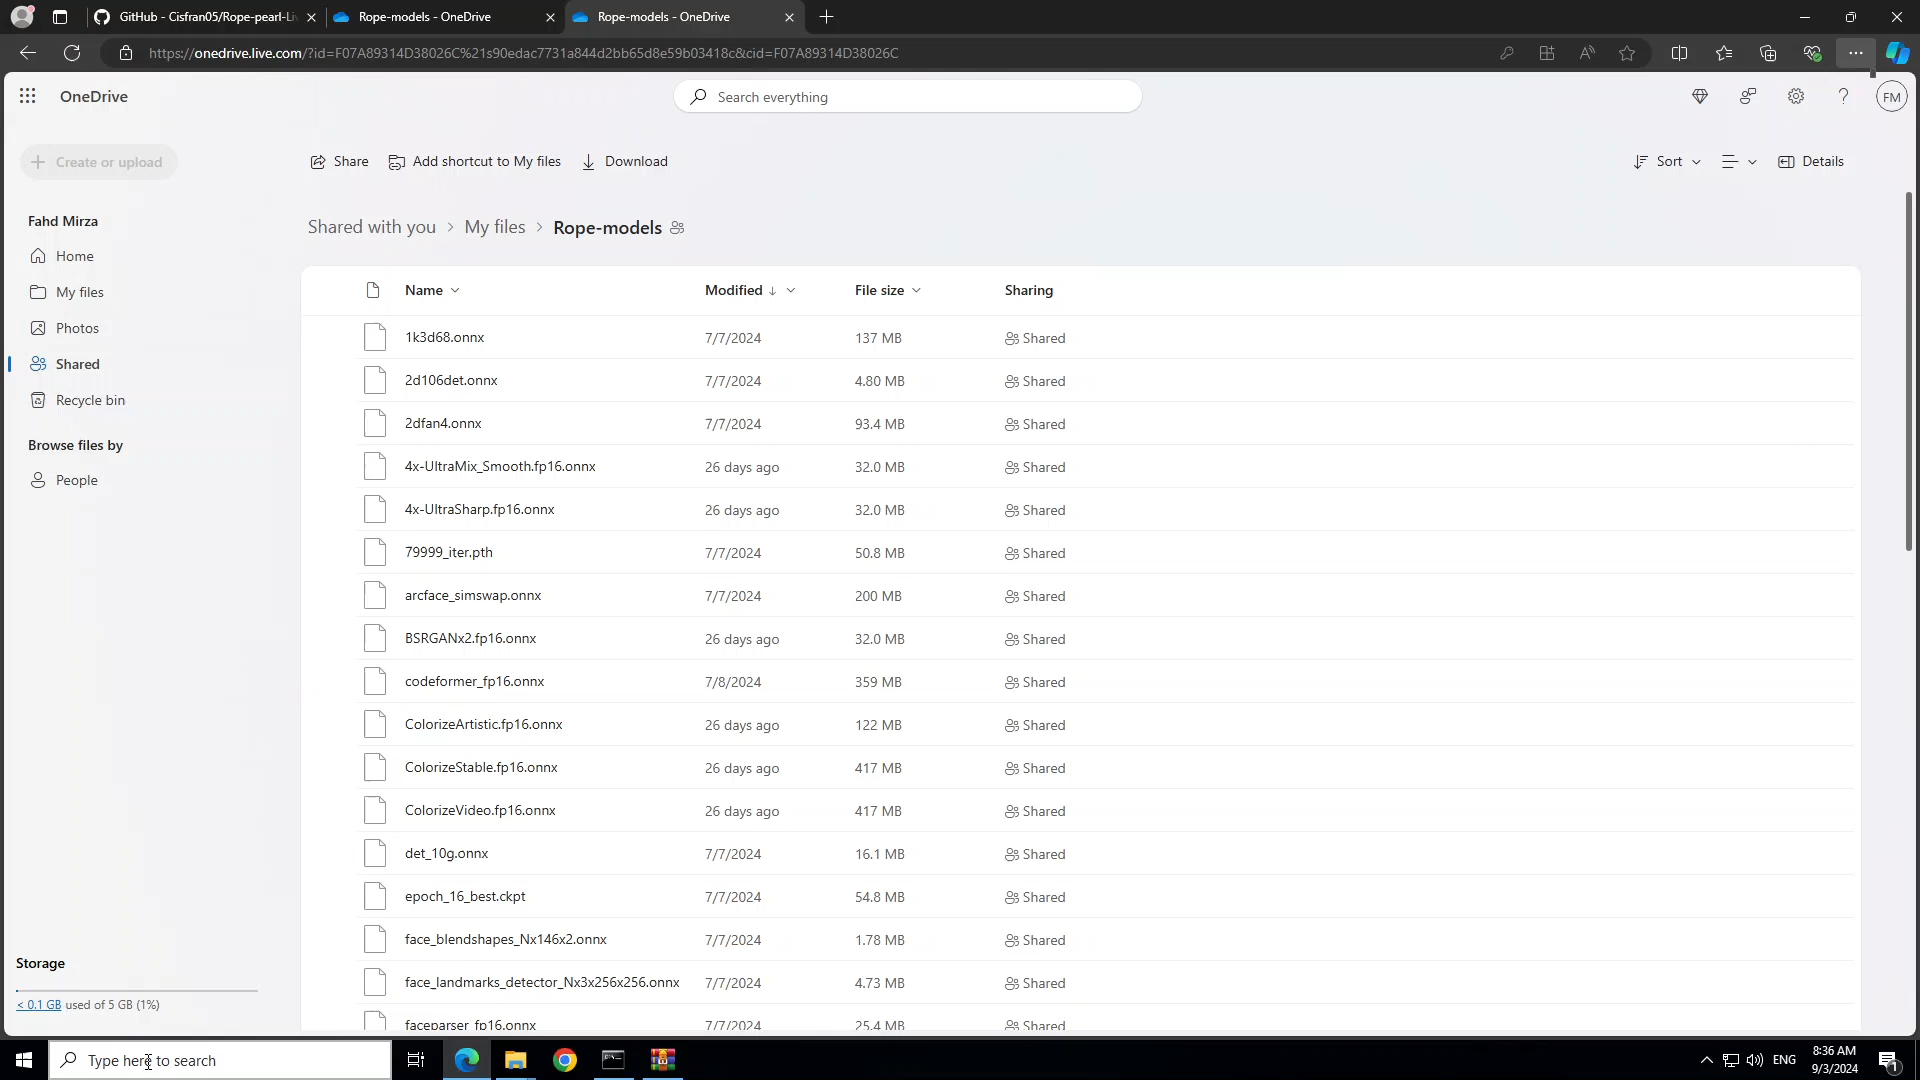 GitHub - Cisfran05/Rope-pearl-Liv
Rope-models - OneDrive
Rope-models - OneDrive
https://onedrive.live.com/?id=F07A89314D38026C%21s90edac7731a844d2bb65d8e59b03418c&cid=F07A89314D38026C
OneDrive
Search everything
FM
Create or upload
Share
Add shortcut to My files
Download
Sort
Details
Fahd Mirza
Home
My files
Photos
Shared
Recycle bin
Browse files by
People
Shared with you > My files > Rope-models
Name Modified File size Sharing
1k3d68.onnx 7/7/2024 137 MB Shared
2d106det.onnx 7/7/2024 4.80 MB Shared
2dfan4.onnx 7/7/2024 93.4 MB Shared
4x-UltraMix_Smooth.fp16.onnx 26 days ago 32.0 MB Shared
4x-UltraSharp.fp16.onnx 26 days ago 32.0 MB Shared
79999_iter.pth 7/7/2024 50.8 MB Shared
arcface_simswap.onnx 7/7/2024 200 MB Shared
BSRGANx2.fp16.onnx 26 days ago 32.0 MB Shared
codeformer_fp16.onnx 7/8/2024 359 MB Shared
ColorizeArtistic.fp16.onnx 26 days ago 122 MB Shared
ColorizeStable.fp16.onnx 26 days ago 417 MB Shared
ColorizeVideo.fp16.onnx 26 days ago 417 MB Shared
det_10g.onnx 7/7/2024 16.1 MB Shared
epoch_16_best.ckpt 7/7/2024 54.8 MB Shared
face_blendshapes_Nx146x2.onnx 7/7/2024 1.78 MB Shared
face_landmarks_detector_Nx3x256x256.onnx 7/7/2024 4.73 MB Shared
faceparser_fp16.onnx 7/7/2024 25.4 MB Shared
Storage
< 0.1 GB used of 5 GB (1%)
Type here to search
ENG
8:36 AM
9/3/2024
1